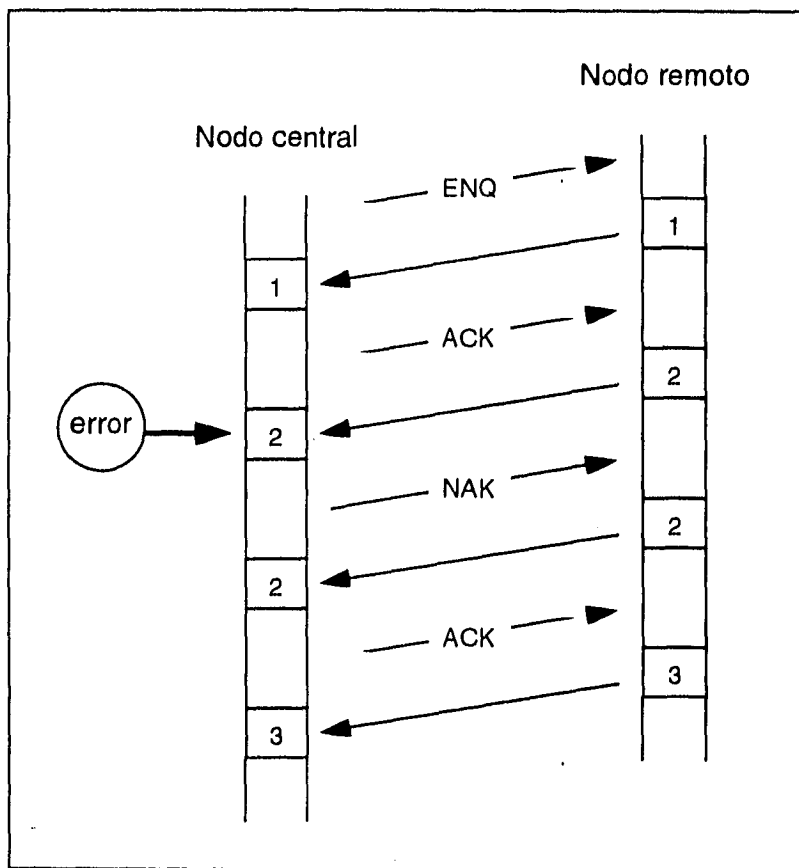 Nodo remoto
Nodo central
ENQ
1
1
ACK
2
error
2
NAK
2
2
ACK
3
3